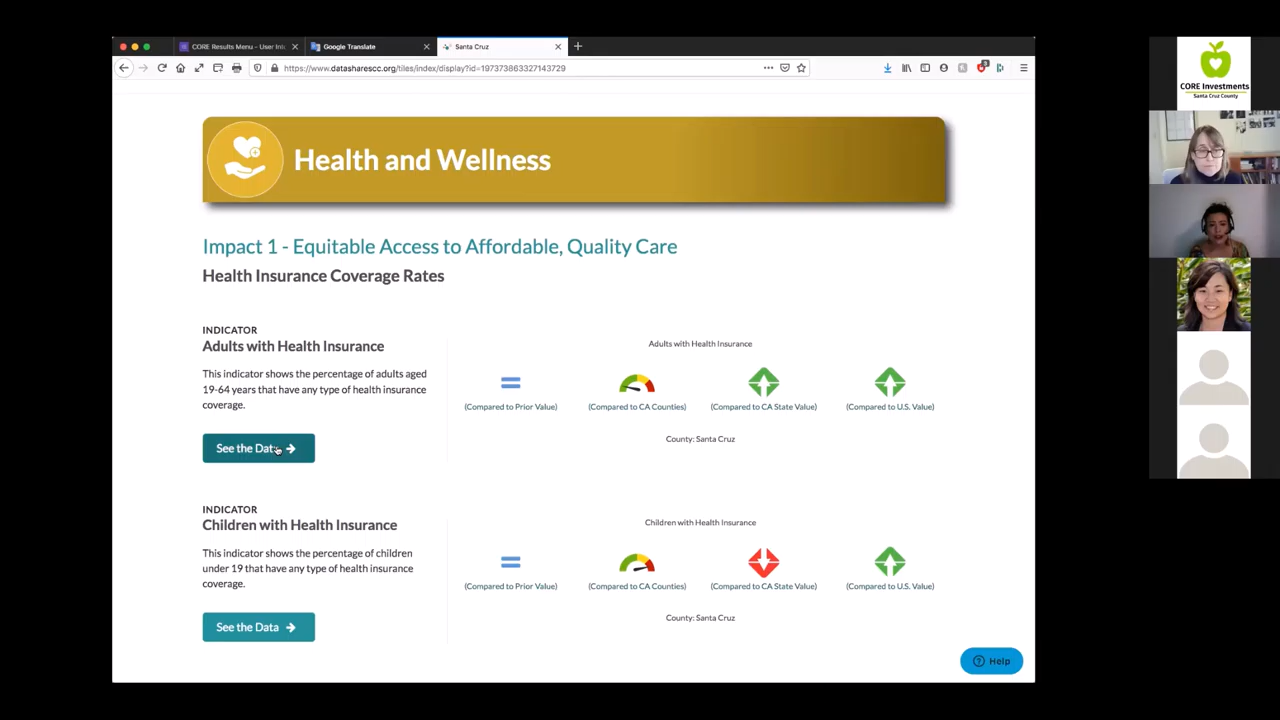 CORE Results Menu - User Int
Google Translate
Santa Cruz
https://www.datasharescc.org/tiles/index/display?id=197373863327143729
CORE Investments
Santa Cruz County
Health and Wellness
Impact 1 - Equitable Access to Affordable, Quality Care
Health Insurance Coverage Rates
INDICATOR
Adults with Health Insurance
This indicator shows the percentage of adults aged
19-64 years that have any type of health insurance
coverage.
See the Data
Adults with Health Insurance
(Compared to Prior Value)
(Compared to CA Counties)
(Compared to CA State Value)
(Compared to U.S. Value)
County: Santa Cruz
INDICATOR
Children with Health Insurance
This indicator shows the percentage of children
under 19 that have any type of health insurance
coverage.
See the Data
Children with Health Insurance
(Compared to Prior Value)
(Compared to CA Counties)
(Compared to CA State Value)
(Compared to U.S. Value)
County: Santa Cruz
Help